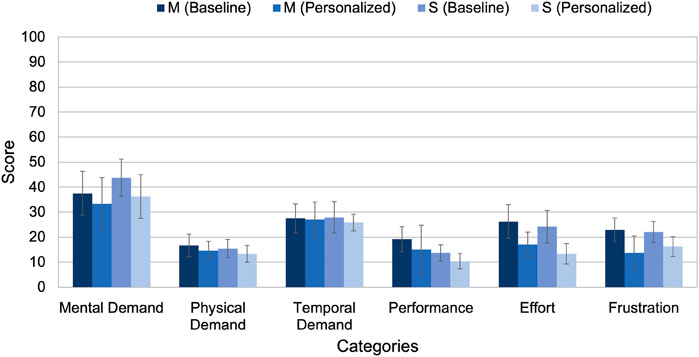 M (Baseline) M (Personalized) S (Baseline) S (Personalized)
100
90
80
70
60
50
40
30
20
10
0
Score
Mental Demand Physical Demand Temporal Demand Performance Effort Frustration
Categories